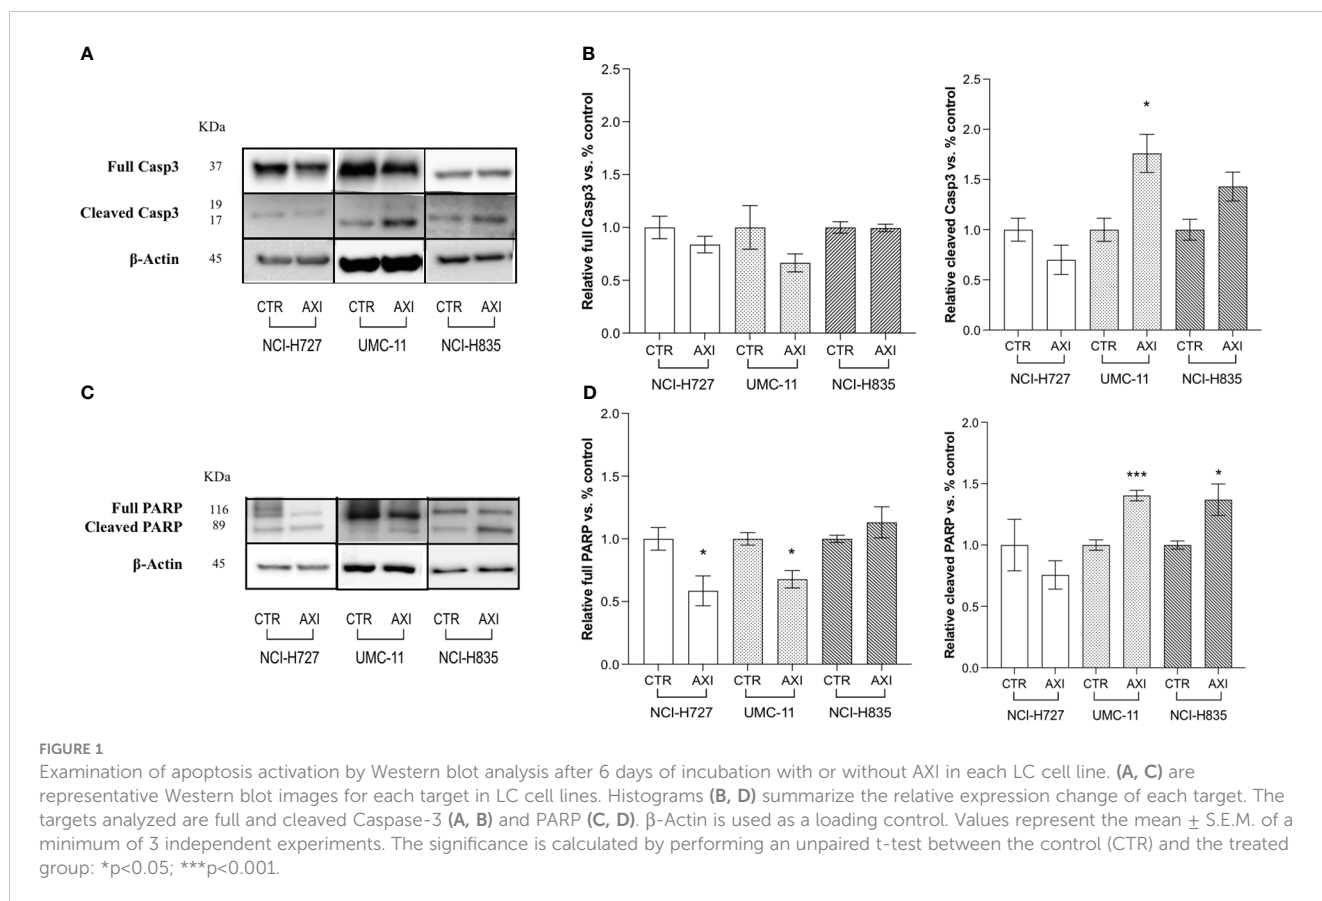 A
KDa
Full Casp3 37
Cleaved Casp3 19
17
β-Actin 45
CTR AXI CTR AXI CTR AXI
NCI-H727 UMC-11 NCI-H835
B
Relative full Casp3 vs. % control
2.5
2.0
1.5
1.0
0.5
0.0
CTR AXI CTR AXI CTR AXI
NCI-H727 UMC-11 NCI-H835
Relative cleaved Casp3 vs. % control
2.5
2.0
1.5
1.0
0.5
0.0
*
CTR AXI CTR AXI CTR AXI
NCI-H727 UMC-11 NCI-H835
C
KDa
Full PARP 116
Cleaved PARP 89
β-Actin 45
CTR AXI CTR AXI CTR AXI
NCI-H727 UMC-11 NCI-H835
D
Relative full PARP vs. % control
2.0
1.5
1.0
0.5
0.0
* *
CTR AXI CTR AXI CTR AXI
NCI-H727 UMC-11 NCI-H835
Relative cleaved PARP vs. % control
2.0
1.5
1.0
0.5
0.0
*** *
CTR AXI CTR AXI CTR AXI
NCI-H727 UMC-11 NCI-H835
FIGURE 1
Examination of apoptosis activation by Western blot analysis after 6 days of incubation with or without AXI in each LC cell line. (A, C) are
representative Western blot images for each target in LC cell lines. Histograms (B, D) summarize the relative expression change of each target. The
targets analyzed are full and cleaved Caspase-3 (A, B) and PARP (C, D). β-Actin is used as a loading control. Values represent the mean ± S.E.M. of a
minimum of 3 independent experiments. The significance is calculated by performing an unpaired t-test between the control (CTR) and the treated
group: *p<0.05; ***p<0.001.